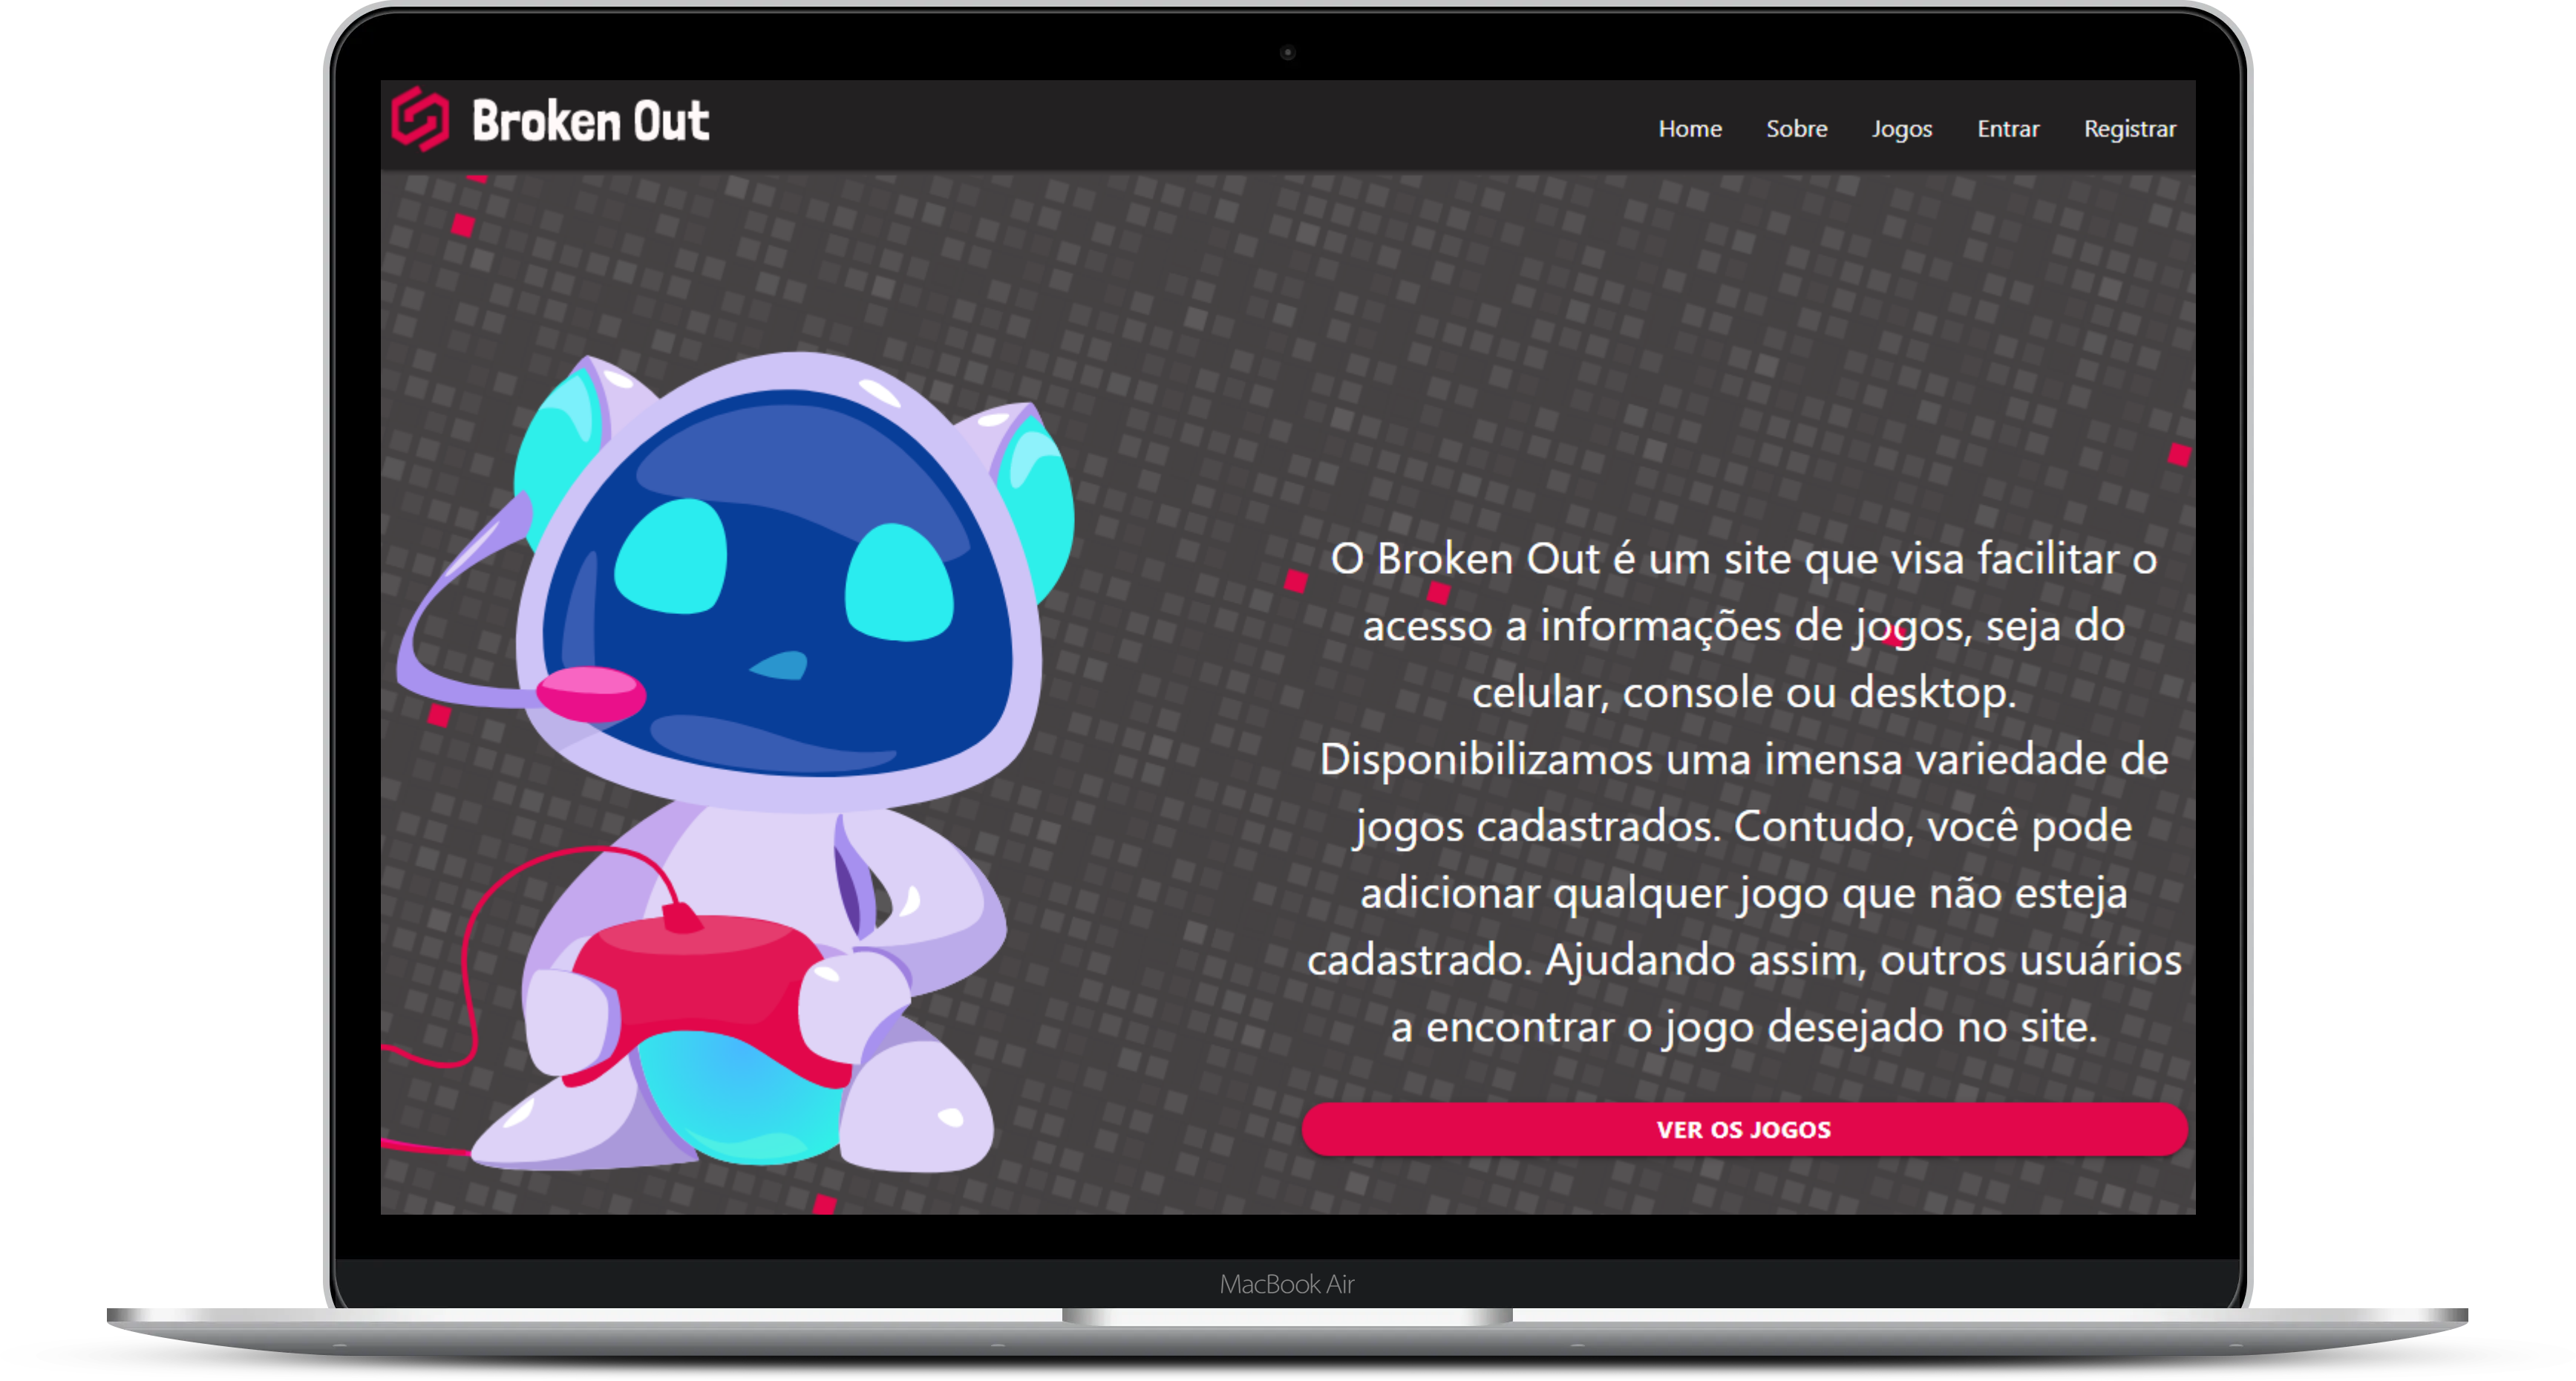 Broken Out
Home Sobre Jogos Entrar Registrar
O Broken Out é um site que visa facilitar o
acesso a informações de jogos, seja do
celular, console ou desktop.
Disponibilizamos uma imensa variedade de
jogos cadastrados. Contudo, você pode
adicionar qualquer jogo que não esteja
cadastrado. Ajudando assim, outros usuários
a encontrar o jogo desejado no site.
VER OS JOGOS
MacBook Air